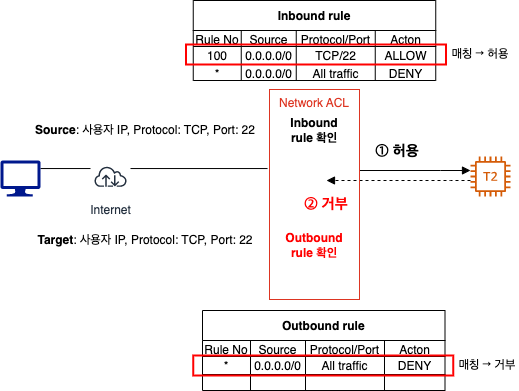 Inbound rule
Rule No Source Protocol/Port Acton
100 0.0.0.0/0 TCP/22 ALLOW
매칭 → 허용
* 0.0.0.0/0 All traffic DENY
Network ACL
Inbound
rule 확인
Source: 사용자 IP, Protocol: TCP, Port: 22
① 허용
T2
② 거부
Internet
Target: 사용자 IP, Protocol: TCP, Port: 22
Outbound
rule 확인
Outbound rule
Rule No Source Protocol/Port Acton
* 0.0.0.0/0 All traffic DENY
매칭 → 거부